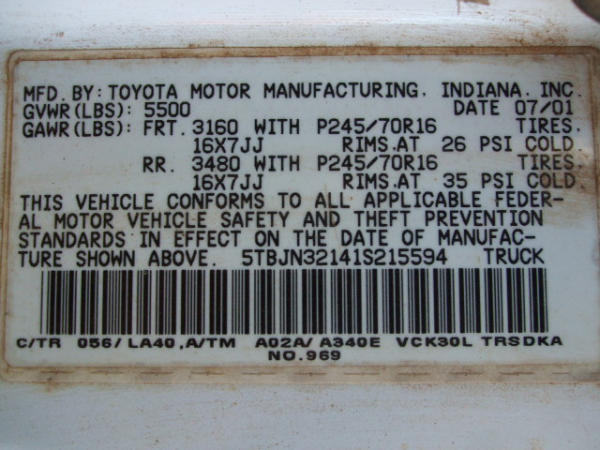 MFD. BY: TOYOTA MOTOR MANUFACTURING, INDIANA, INC.
GVWR(LBS): 5500 DATE 07/01
GAWR(LBS): FRT. 3160 WITH P245/70R16 TIRES,
16X7JJ RIMS,AT 26 PSI COLD.
RR. 3480 WITH P245/70R16 TIRES,
16X7JJ RIMS,AT 35 PSI COLD.
THIS VEHICLE CONFORMS TO ALL APPLICABLE FEDER-
AL MOTOR VEHICLE SAFETY AND THEFT PREVENTION
STANDARDS IN EFFECT ON THE DATE OF MANUFAC-
TURE SHOWN ABOVE. 5TBJN32141S215594 TRUCK
C/TR 056/LA40,A/TM A02A/A340E VCK30L TRSDKA
NO.969